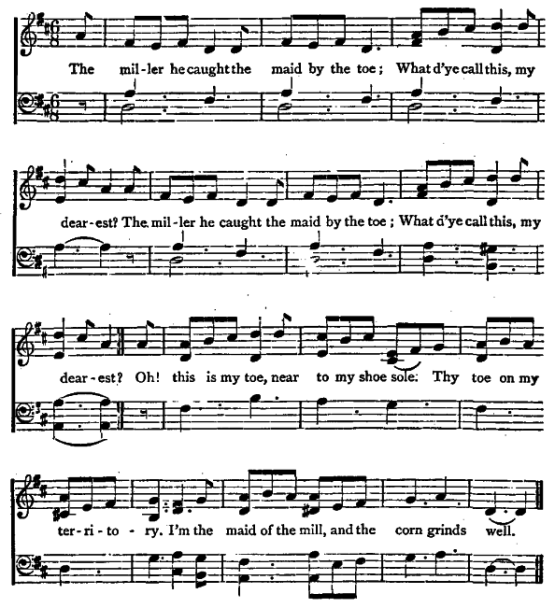 The mil-ler he caught the maid by the toe; What d'ye call this, my
dear-est? The mil-ler he caught the maid by the toe; What d'ye call this, my
dear-est? Oh! this is my toe, near to my shoe sole. Thy toe on my
ter-ri-to-ry. I'm the maid of the mill, and the corn grinds well.